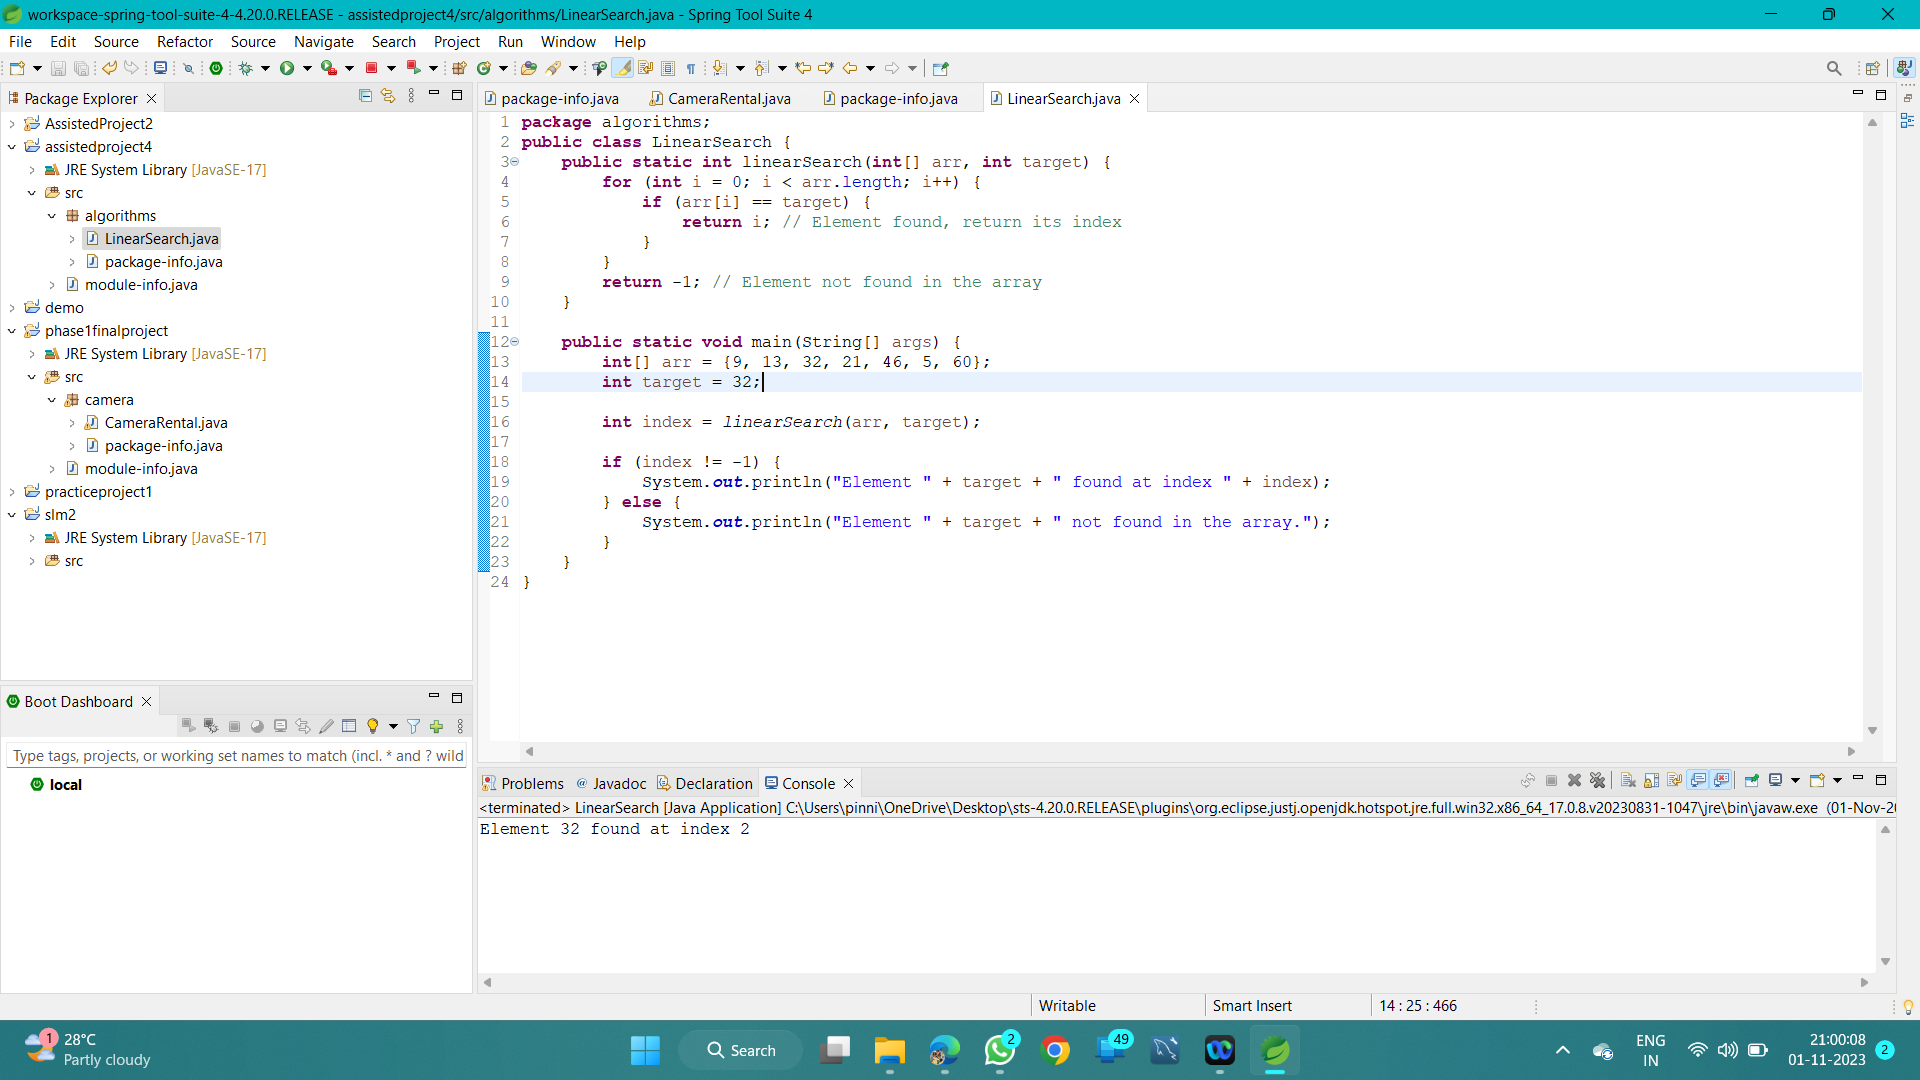 workspace-spring-tool-suite-4-4.20.0.RELEASE - assistedproject4/src/algorithms/LinearSearch.java - Spring Tool Suite 4
File Edit Source Refactor Source Navigate Search Project Run Window Help
Package Explorer
AssistedProject2
assistedproject4
JRE System Library [JavaSE-17]
src
algorithms
LinearSearch.java
package-info.java
module-info.java
demo
phase1finalproject
JRE System Library [JavaSE-17]
src
camera
CameraRental.java
package-info.java
module-info.java
practiceproject1
slm2
JRE System Library [JavaSE-17]
src
package-info.java CameraRental.java package-info.java LinearSearch.java
1 package algorithms;
2 public class LinearSearch {
3 public static int linearSearch(int[] arr, int target) {
4 for (int i = 0; i < arr.length; i++) {
5 if (arr[i] == target) {
6 return i; // Element found, return its index
7 }
8 }
9 return -1; // Element not found in the array
10 }
11
12 public static void main(String[] args) {
13 int[] arr = {9, 13, 32, 21, 46, 5, 60};
14 int target = 32;
15
16 int index = linearSearch(arr, target);
17
18 if (index != -1) {
19 System.out.println("Element " + target + " found at index " + index);
20 } else {
21 System.out.println("Element " + target + " not found in the array.");
22 }
23 }
24 }
Boot Dashboard
Type tags, projects, or working set names to match (incl. * and ? wild
local
Problems Javadoc Declaration Console
<terminated> LinearSearch [Java Application] C:\Users\pinni\OneDrive\Desktop\sts-4.20.0.RELEASE\plugins\org.eclipse.justj.openjdk.hotspot.jre.full.win32.x86_64_17.0.8.v20230831-1047\jre\bin\javaw.exe (01-Nov-20
Element 32 found at index 2
Writable Smart Insert 14 : 25 : 466
1 28°C
Partly cloudy
Search
2
49
ENG
IN
21:00:08
01-11-2023
2